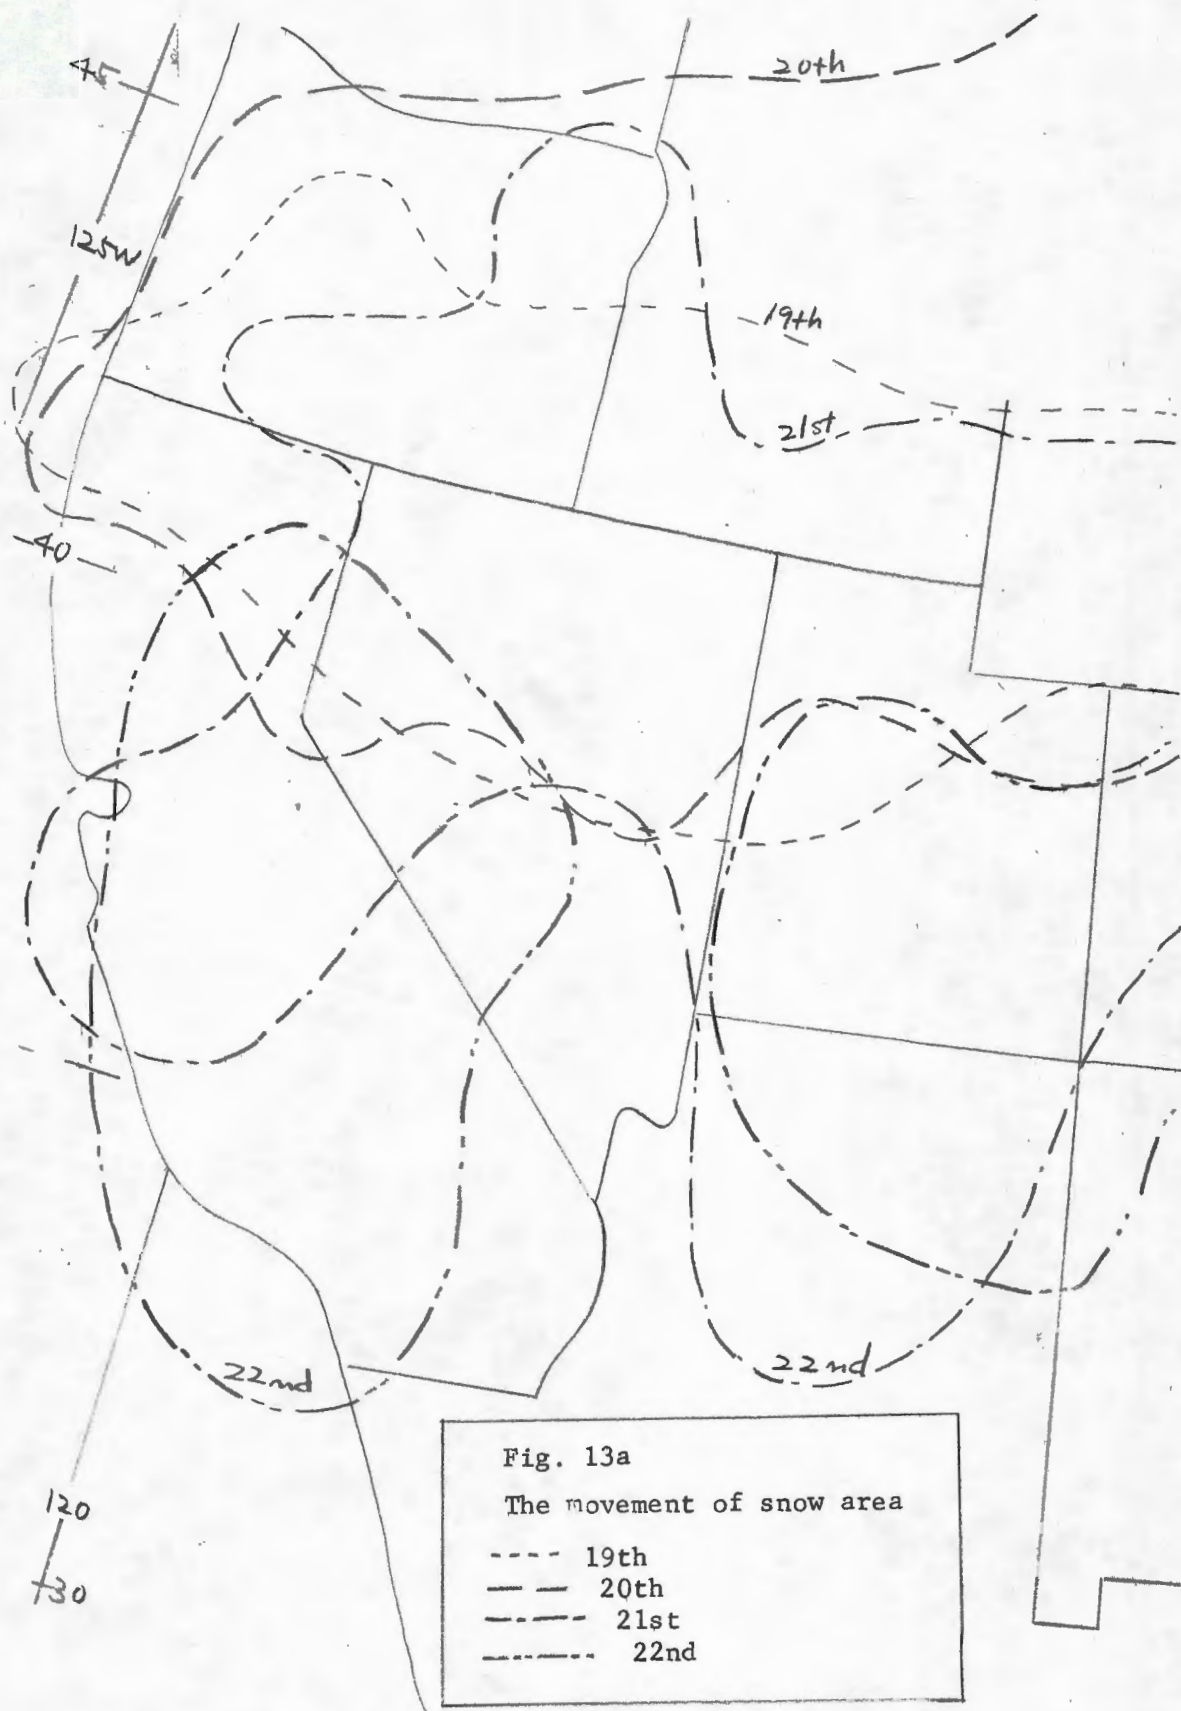 45
20th
125W
19th
21st
40
22nd
22nd
120
30
Fig. 13a
The movement of snow area
19th
20th
21st
22nd